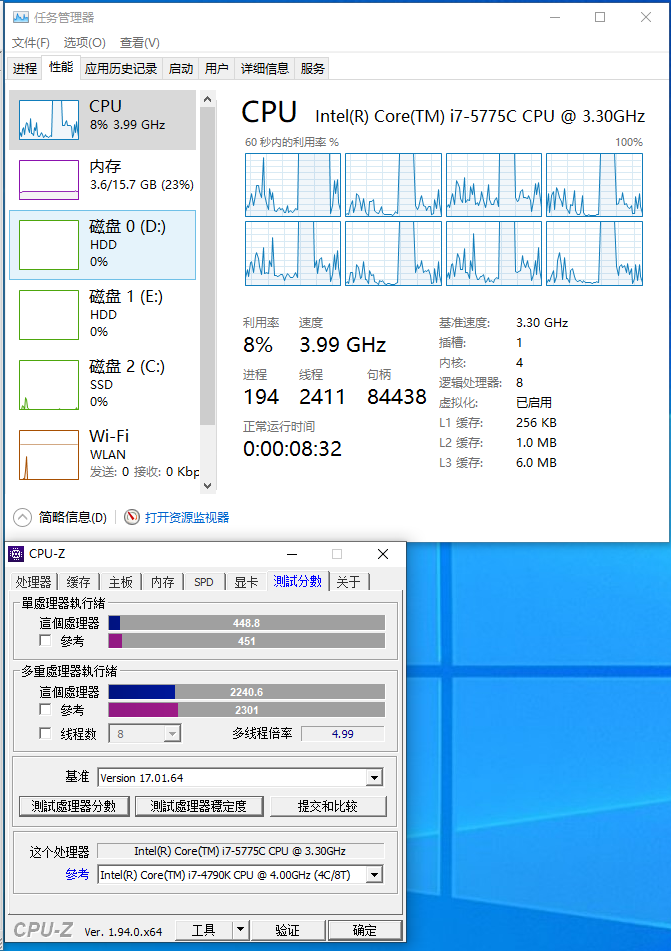 任务管理器
文件(F) 选项(O) 查看(V)
进程 性能 应用历史记录 启动 用户 详细信息 服务
CPU
8% 3.99 GHz
内存
3.6/15.7 GB (23%)
磁盘 0 (D:)
HDD
0%
磁盘 1 (E:)
HDD
0%
磁盘 2 (C:)
SSD
0%
Wi-Fi
WLAN
发送: 0 接收: 0 Kbp
CPU Intel(R) Core(TM) i7-5775C CPU @ 3.30GHz
60 秒内的利用率 % 100%
利用率 速度
8% 3.99 GHz
进程 线程 句柄
194 2411 84438
正常运行时间
0:00:08:32
基准速度: 3.30 GHz
插槽: 1
内核: 4
逻辑处理器: 8
虚拟化: 已启用
L1 缓存: 256 KB
L2 缓存: 1.0 MB
L3 缓存: 6.0 MB
简略信息(D) 打开资源监视器
CPU-Z
处理器 缓存 主板 内存 SPD 显卡 測試分數 关于
單處理器執行緒
這個處理器 448.8
參考 451
多重處理器執行緒
這個處理器 2240.6
參考 2301
线程数 8 多线程倍率 4.99
基准 Version 17.01.64
測試處理器分數 測試處理器穩定度 提交和比较
这个处理器 Intel(R) Core(TM) i7-5775C CPU @ 3.30GHz
參考 Intel(R) Core(TM) i7-4790K CPU @ 4.00GHz (4C/8T)
CPU-Z Ver. 1.94.0.x64 工具 验证 确定